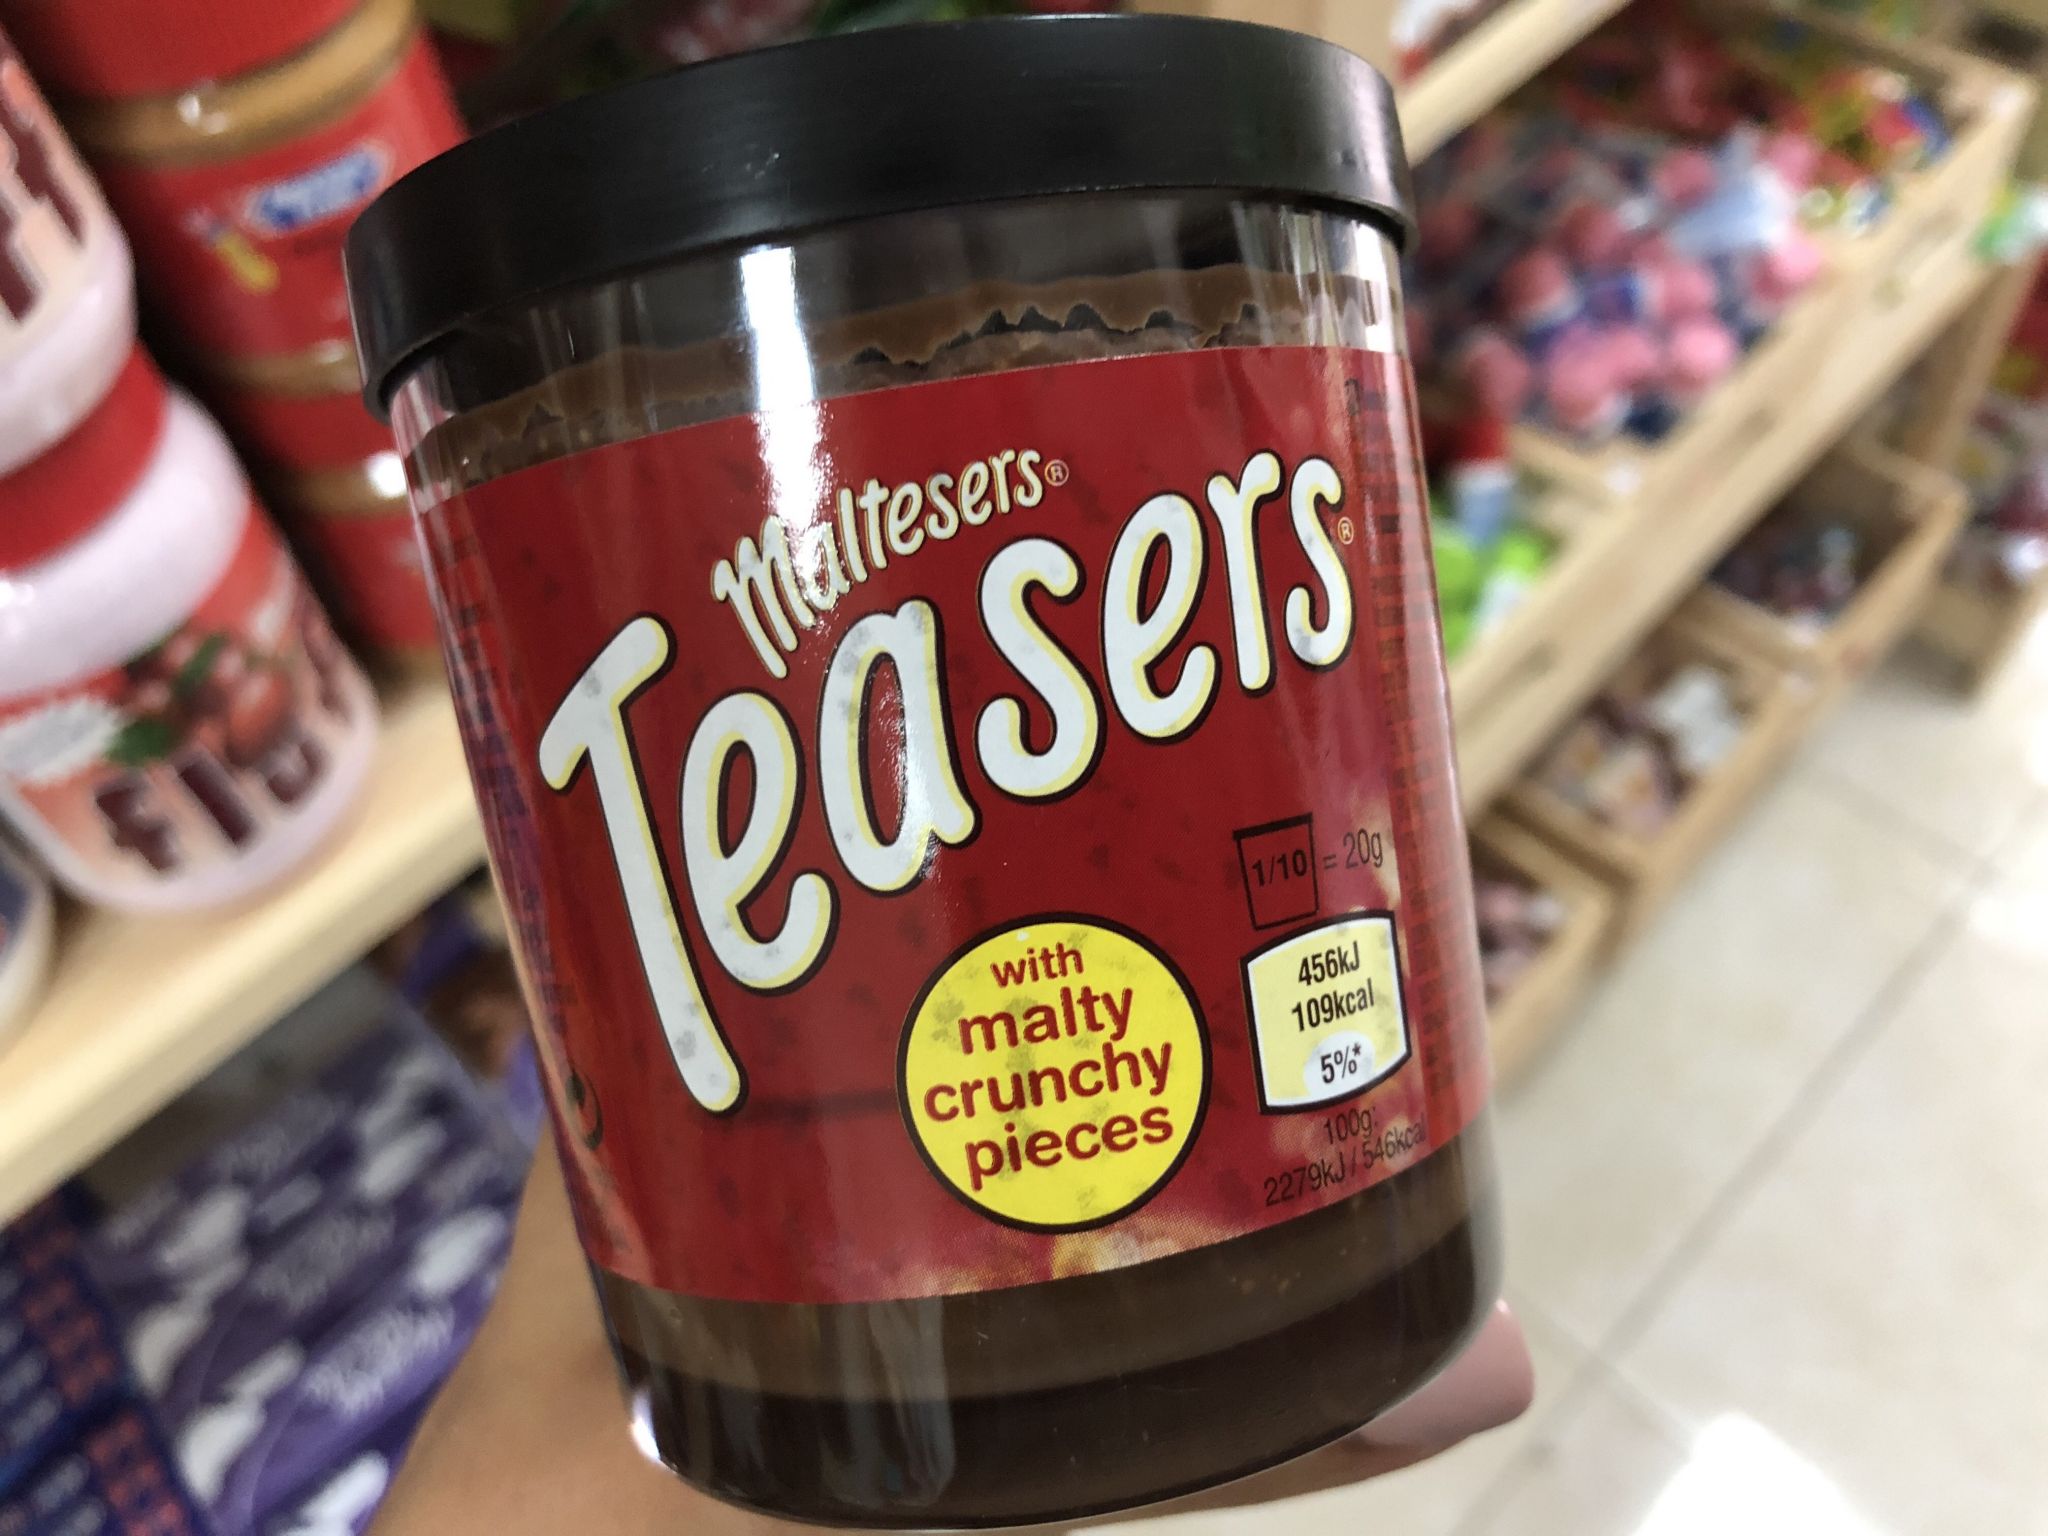 Maltesers®
Teasers®
with
malty
crunchy
pieces
1/10 = 20g
456kJ
109kcal
5%*
100g:
2279kJ / 546kcal